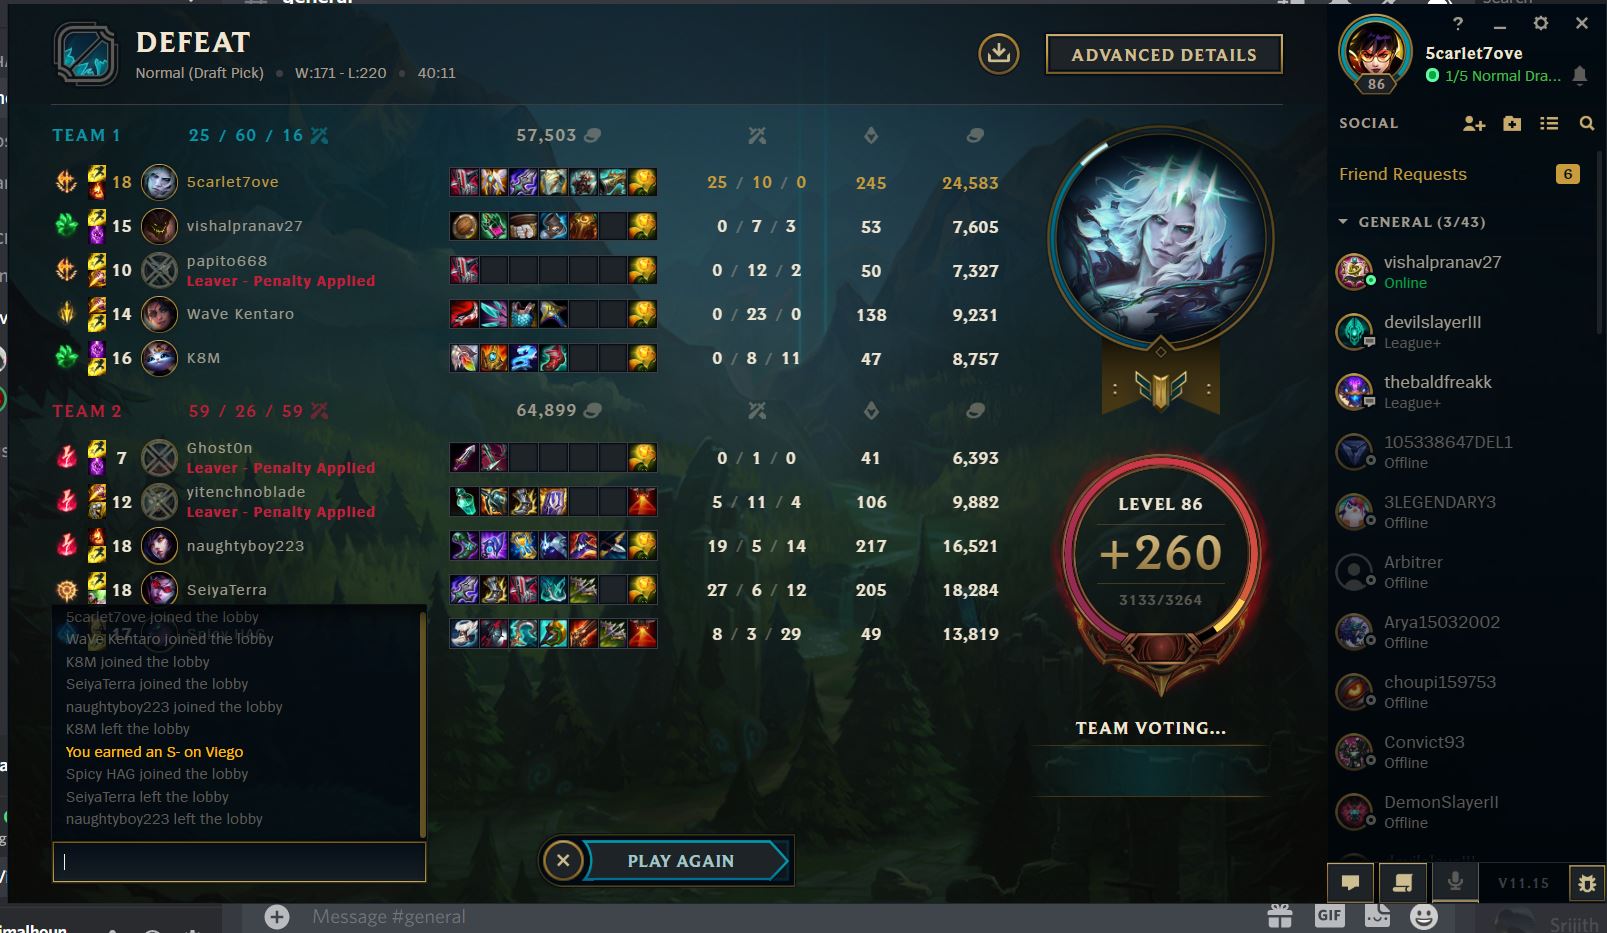 general
Search
DEFEAT
Normal (Draft Pick) W:171 - L:220 40:11
ADVANCED DETAILS
TEAM 1 25 / 60 / 16 57,503
18 5carlet7ove 25 / 10 / 0 245 24,583
15 vishalpranav27 0 / 7 / 3 53 7,605
10 papito668 0 / 12 / 2 50 7,327
Leaver - Penalty Applied
14 WaVe Kentaro 0 / 23 / 0 138 9,231
16 K8M 0 / 8 / 11 47 8,757
TEAM 2 59 / 26 / 59 64,899
7 Ghost0n 0 / 1 / 0 41 6,393
Leaver - Penalty Applied
12 yitenchnoblade 5 / 11 / 4 106 9,882
Leaver - Penalty Applied
18 naughtyboy223 19 / 5 / 14 217 16,521
18 SeiyaTerra 27 / 6 / 12 205 18,284
17 Spicy HAG 8 / 3 / 29 49 13,819
5carlet7ove joined the lobby
WaVe Kentaro joined the lobby
K8M joined the lobby
SeiyaTerra joined the lobby
naughtyboy223 joined the lobby
K8M left the lobby
You earned an S- on Viego
Spicy HAG joined the lobby
SeiyaTerra left the lobby
naughtyboy223 left the lobby
PLAY AGAIN
LEVEL 86
+260
3133/3264
TEAM VOTING...
86
5carlet7ove
1/5 Normal Dra...
SOCIAL
Friend Requests 6
GENERAL (3/43)
vishalpranav27
Online
devilslayerIII
League+
thebaldfreakk
League+
105338647DEL1
Offline
3LEGENDARY3
Offline
Arbitrer
Offline
Arya15032002
Offline
choupi159753
Offline
Convict93
Offline
DemonSlayerII
Offline
V11.15
Message #general
GIF
Srijith